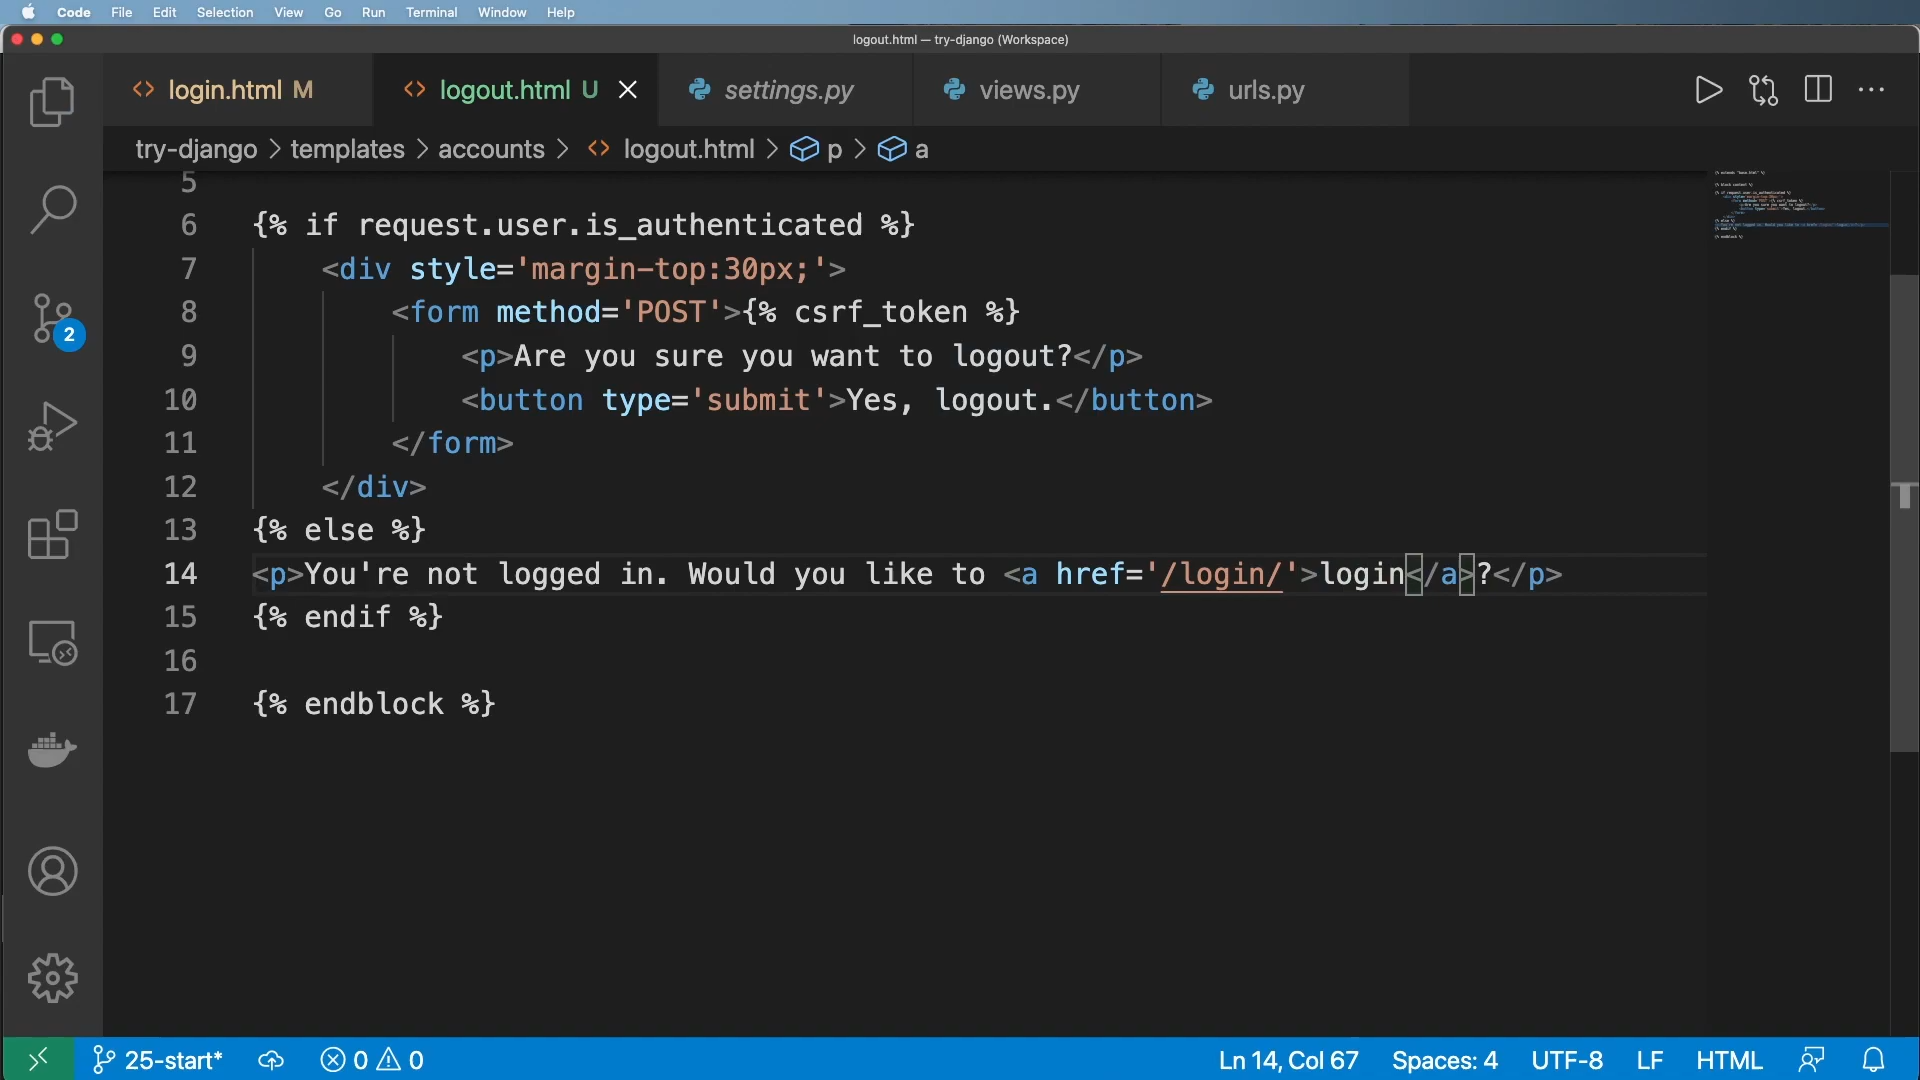 Code File Edit Selection View Go Run Terminal Window Help
logout.html — try-django (Workspace)
login.html M logout.html U settings.py views.py urls.py
try-django > templates > accounts > logout.html > p > a
5
6 {% if request.user.is_authenticated %}
7 <div style='margin-top:30px;'>
8 <form method='POST'>{% csrf_token %}
9 <p>Are you sure you want to logout?</p>
10 <button type='submit'>Yes, logout.</button>
11 </form>
12 </div>
13 {% else %}
14 <p>You're not logged in. Would you like to <a href='/login/'>login</a>?</p>
15 {% endif %}
16
17 {% endblock %}
2
25-start* 0 0 Ln 14, Col 67 Spaces: 4 UTF-8 LF HTML